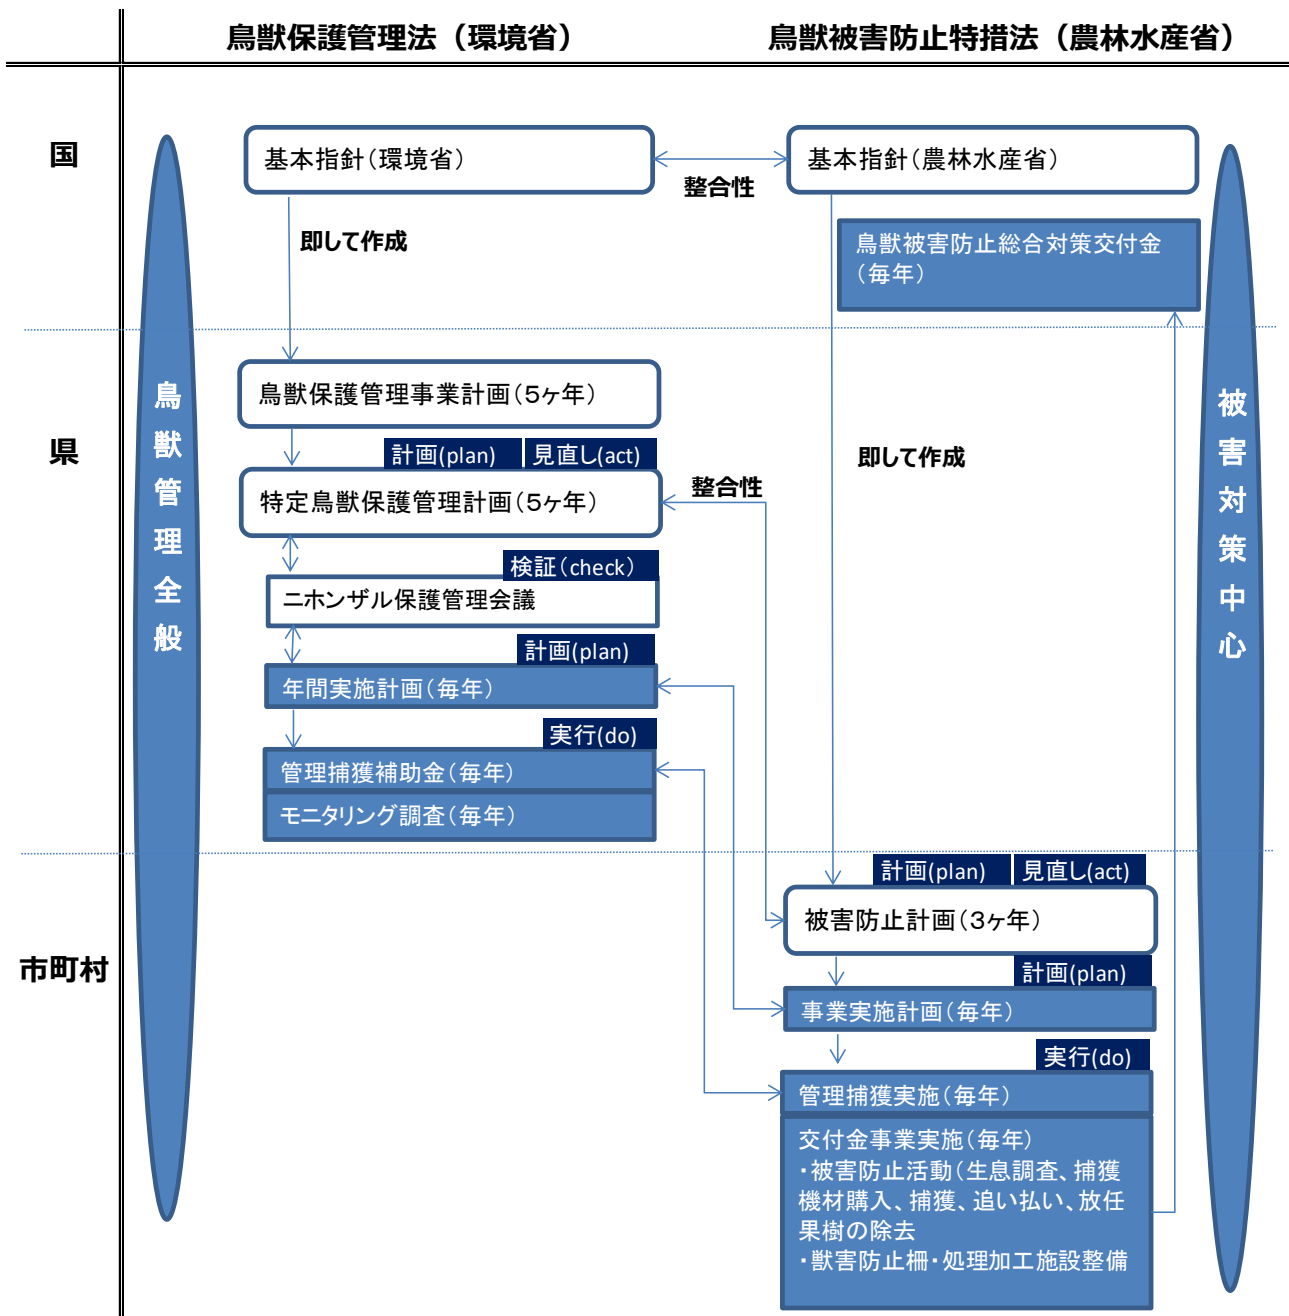 鳥獣保護管理法（環境省）
鳥獣被害防止特措法（農林水産省）
国
基本指針（環境省）
整合性
基本指針（農林水産省）
即して作成
鳥獣被害防止総合対策交付金
（毎年）
鳥獣管理全般
被害対策中心
県
鳥獣保護管理事業計画（5ヶ年）
計画(plan)
見直し(act)
特定鳥獣保護管理計画（5ヶ年）
整合性
即して作成
検証（check）
ニホンザル保護管理会議
計画(plan)
年間実施計画（毎年）
実行(do)
管理捕獲補助金（毎年）
モニタリング調査（毎年）
市町村
計画(plan)
見直し(act)
被害防止計画（3ヶ年）
計画(plan)
事業実施計画（毎年）
実行(do)
管理捕獲実施（毎年）
交付金事業実施（毎年）
・被害防止活動（生息調査、捕獲
機材購入、捕獲、追い払い、放任
果樹の除去
・獣害防止柵・処理加工施設整備